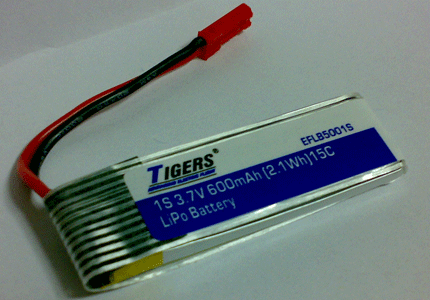 EFLB5001S
TIGERS®
1S 3.7V 600mAh (2.1Wh) 15C
LiPo Battery